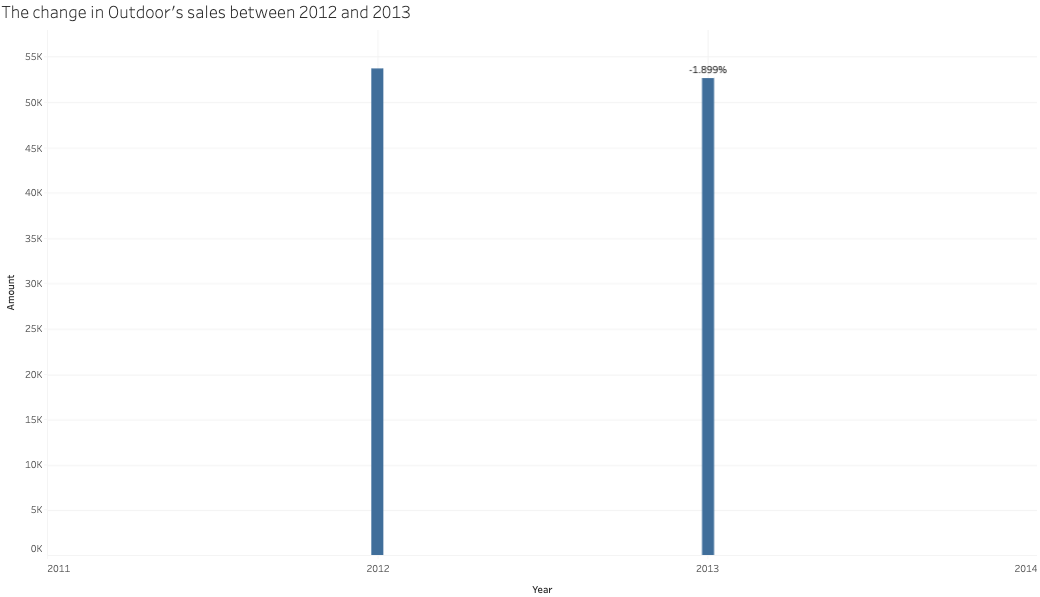 The change in Outdoor's sales between 2012 and 2013
55K
-1.899%
50K
45K
40K
35K
30K
Amount
25K
20K
15K
10K
5K
0K
2011 2012 2013 2014
Year